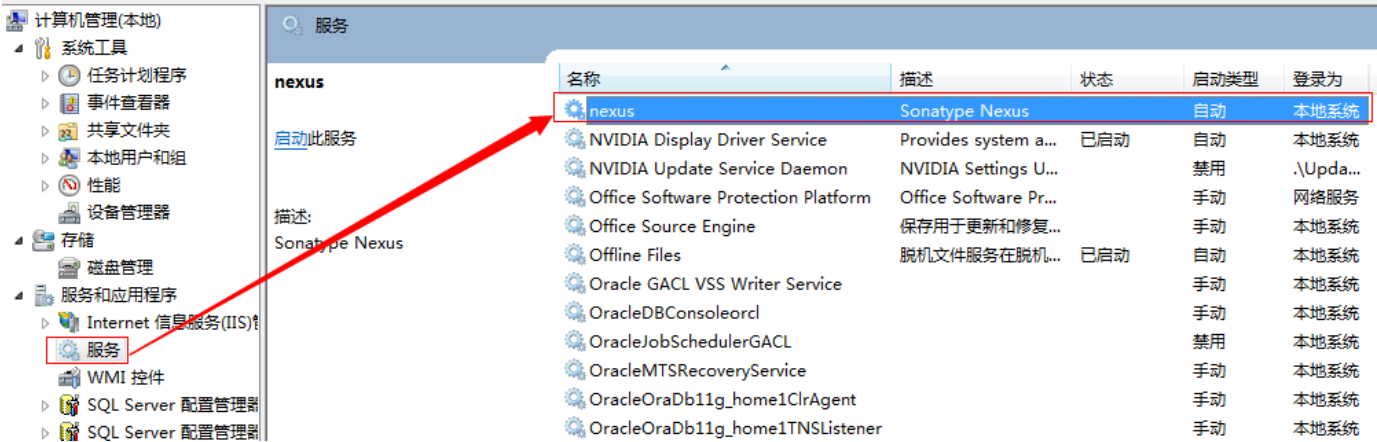 计算机管理(本地)
系统工具
任务计划程序
事件查看器
共享文件夹
本地用户和组
性能
设备管理器
存储
磁盘管理
服务和应用程序
Internet 信息服务(IIS)管
服务
WMI 控件
SQL Server 配置管理器
SQL Server 配置管理器
服务
nexus
启动此服务
描述:
Sonatype Nexus
名称 描述 状态 启动类型 登录为
nexus Sonatype Nexus 自动 本地系统
NVIDIA Display Driver Service Provides system a... 已启动 自动 本地系统
NVIDIA Update Service Daemon NVIDIA Settings U... 禁用 .\Upda...
Office Software Protection Platform Office Software Pr... 手动 网络服务
Office Source Engine 保存用于更新和修复... 手动 本地系统
Offline Files 脱机文件服务在脱机... 已启动 自动 本地系统
Oracle GACL VSS Writer Service 手动 本地系统
OracleDBConsoleorcl 手动 本地系统
OracleJobSchedulerGACL 禁用 本地系统
OracleMTSRecoveryService 手动 本地系统
OracleOraDb11g_home1ClrAgent 手动 本地系统
OracleOraDb11g_home1TNSListener 手动 本地系统